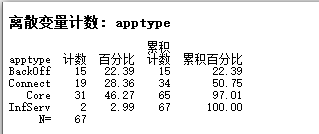 离散变量计数: apptype
累积
apptype 计数 百分比 计数 累积百分比
BackOff 15 22.39 15 22.39
Connect 19 28.36 34 50.75
Core 31 46.27 65 97.01
InfServ 2 2.99 67 100.00
N= 67